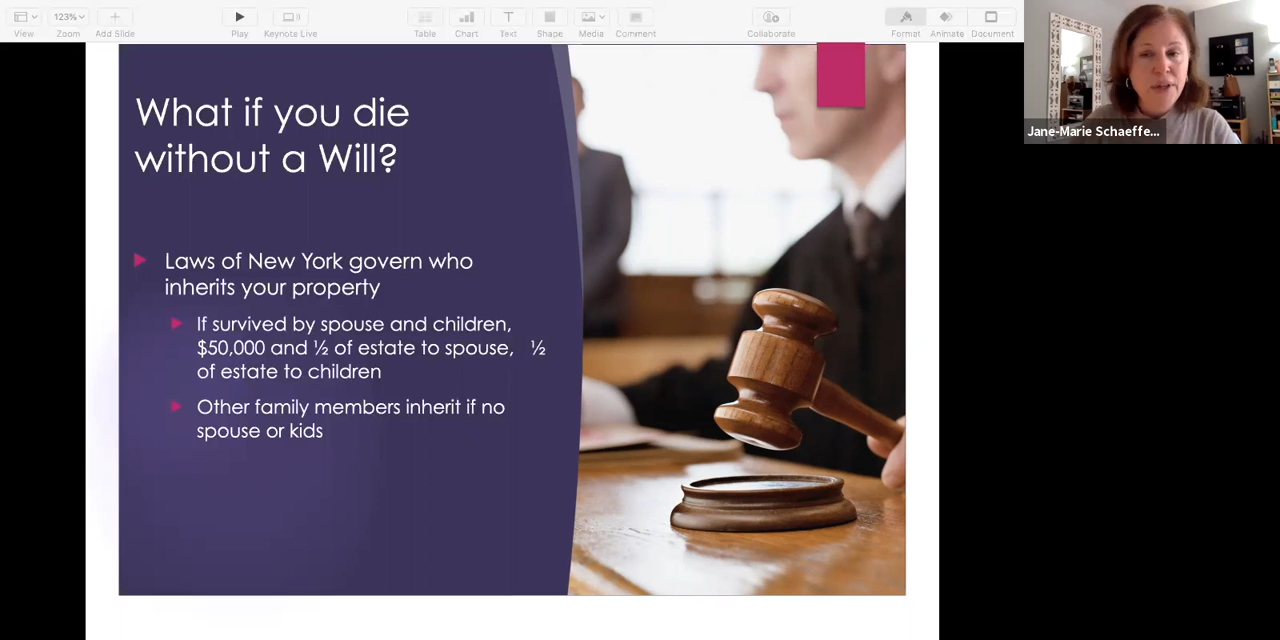 View
Zoom
Add Slide
Play
Keynote Live
Table
Chart
Text
Shape
Media
Comment
Collaborate
Format
Animate
Document
123%
Jane-Marie Schaeffe...
What if you die
without a Will?
Laws of New York govern who
inherits your property
If survived by spouse and children,
$50,000 and ½ of estate to spouse, ½
of estate to children
Other family members inherit if no
spouse or kids